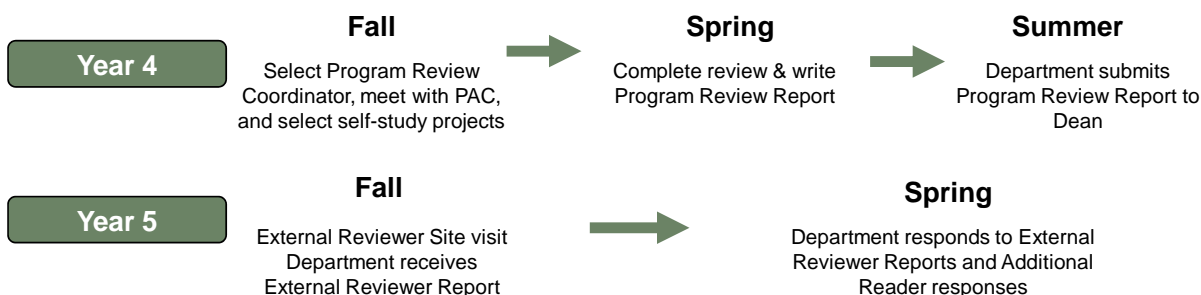 Year 4
Fall
Select Program Review
Coordinator, meet with PAC,
and select self-study projects
Spring
Complete review & write
Program Review Report
Summer
Department submits
Program Review Report to
Dean
Year 5
Fall
External Reviewer Site visit
Department receives
External Reviewer Report
Spring
Department responds to External
Reviewer Reports and Additional
Reader responses